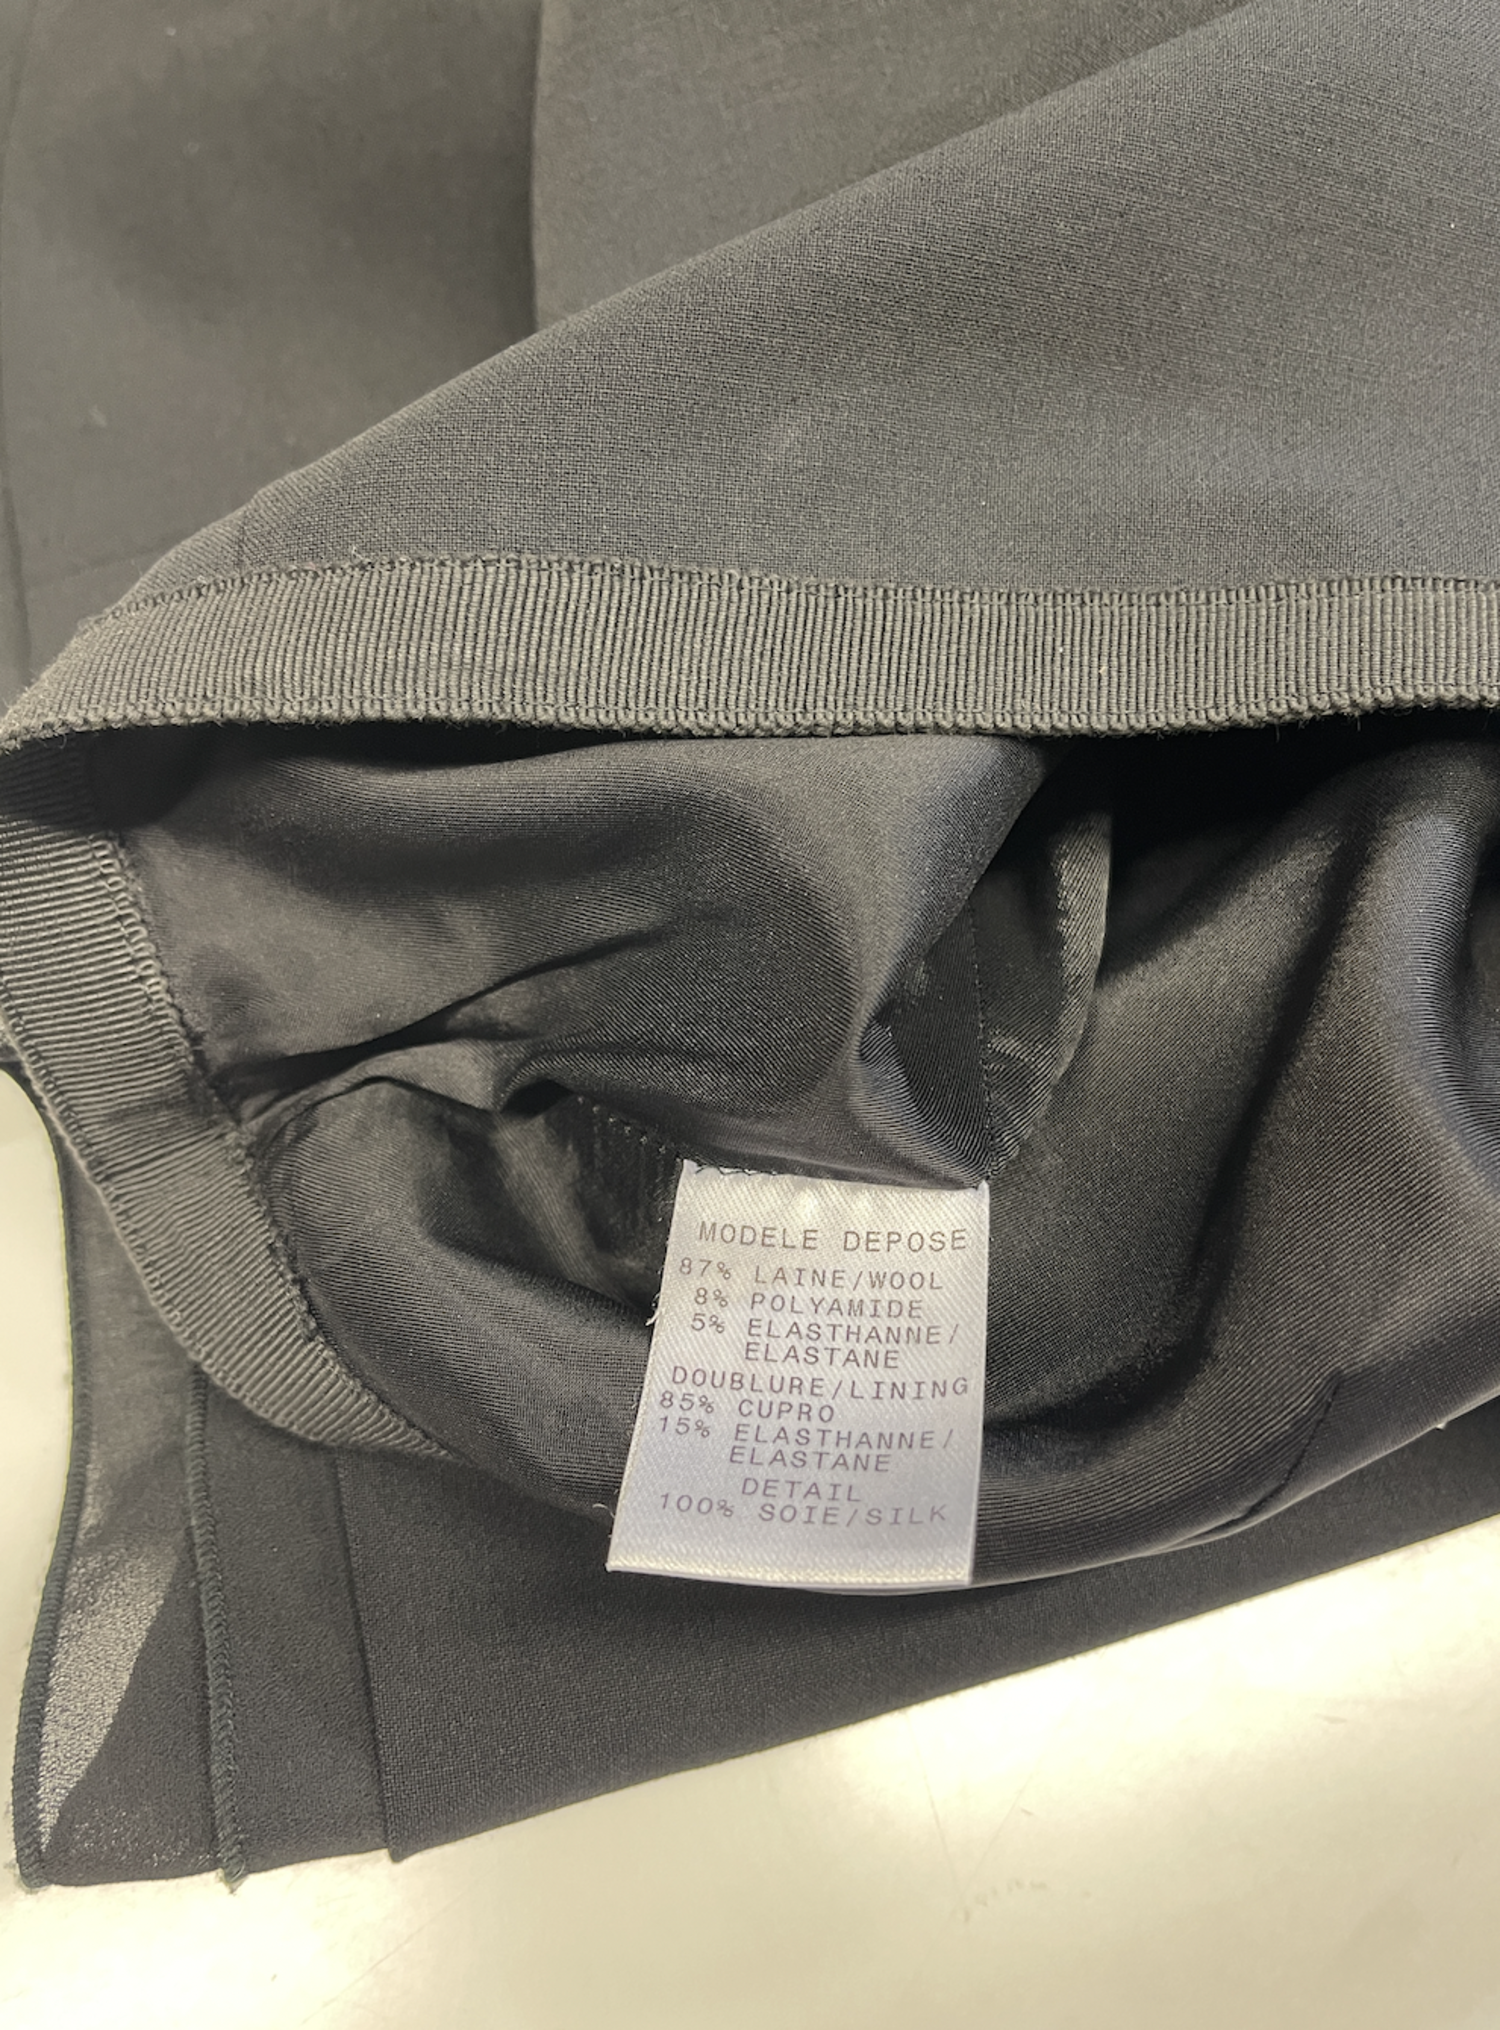 MODELE DEPOSE
87% LAINE/WOOL
8% POLYAMIDE
5% ELASTHANNE/
ELASTANE
DOUBLURE/LINING
85% CUPRO
15% ELASTHANNE/
ELASTANE
DETAIL
100% SOIE/SILK